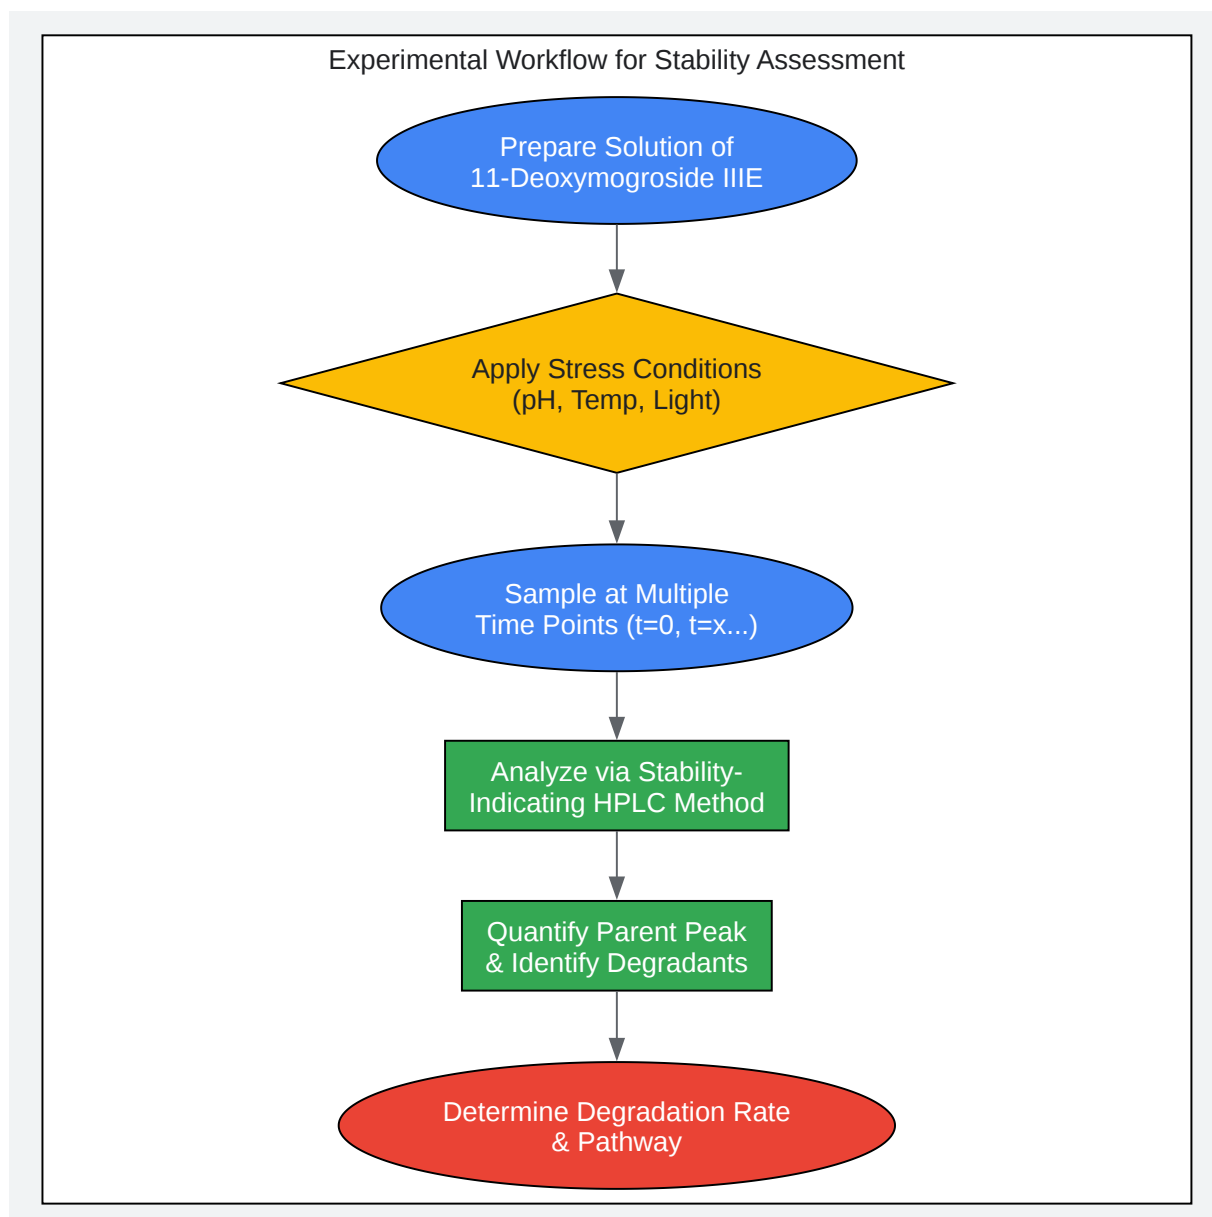 Experimental Workflow for Stability Assessment
Prepare Solution of
11-Deoxymogroside IIIE
Apply Stress Conditions
(pH, Temp, Light)
Sample at Multiple
Time Points (t=0, t=x...)
Analyze via Stability-
Indicating HPLC Method
Quantify Parent Peak
& Identify Degradants
Determine Degradation Rate
& Pathway